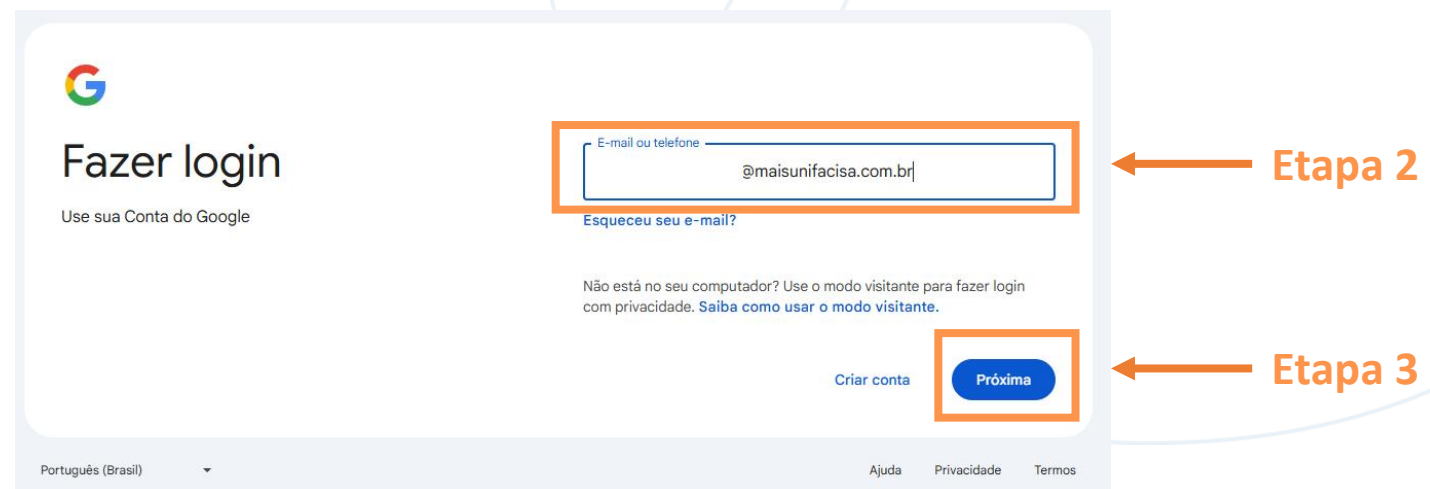 Fazer login
Use sua Conta do Google
E-mail ou telefone
@maisunifacisa.com.br
Esqueceu seu e-mail?
Não está no seu computador? Use o modo visitante para fazer login
com privacidade. Saiba como usar o modo visitante.
Criar conta
Próxima
Etapa 2
Etapa 3
Português (Brasil)
Ajuda Privacidade Termos